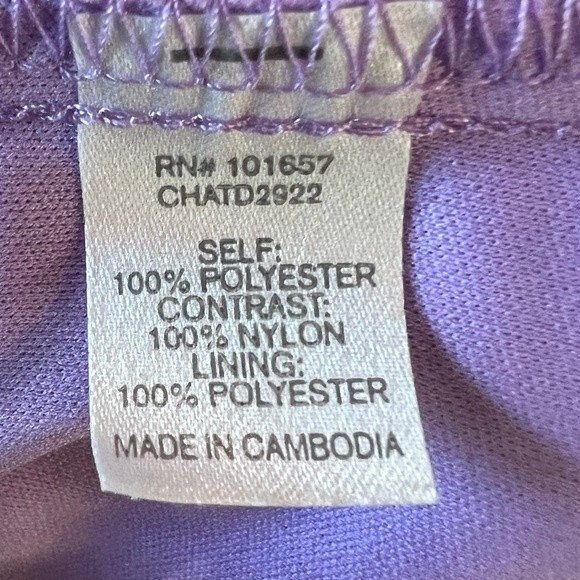 RN# 101657
CHATD2922
SELF:
100% POLYESTER
CONTRAST:
100% NYLON
LINING:
100% POLYESTER
MADE IN CAMBODIA